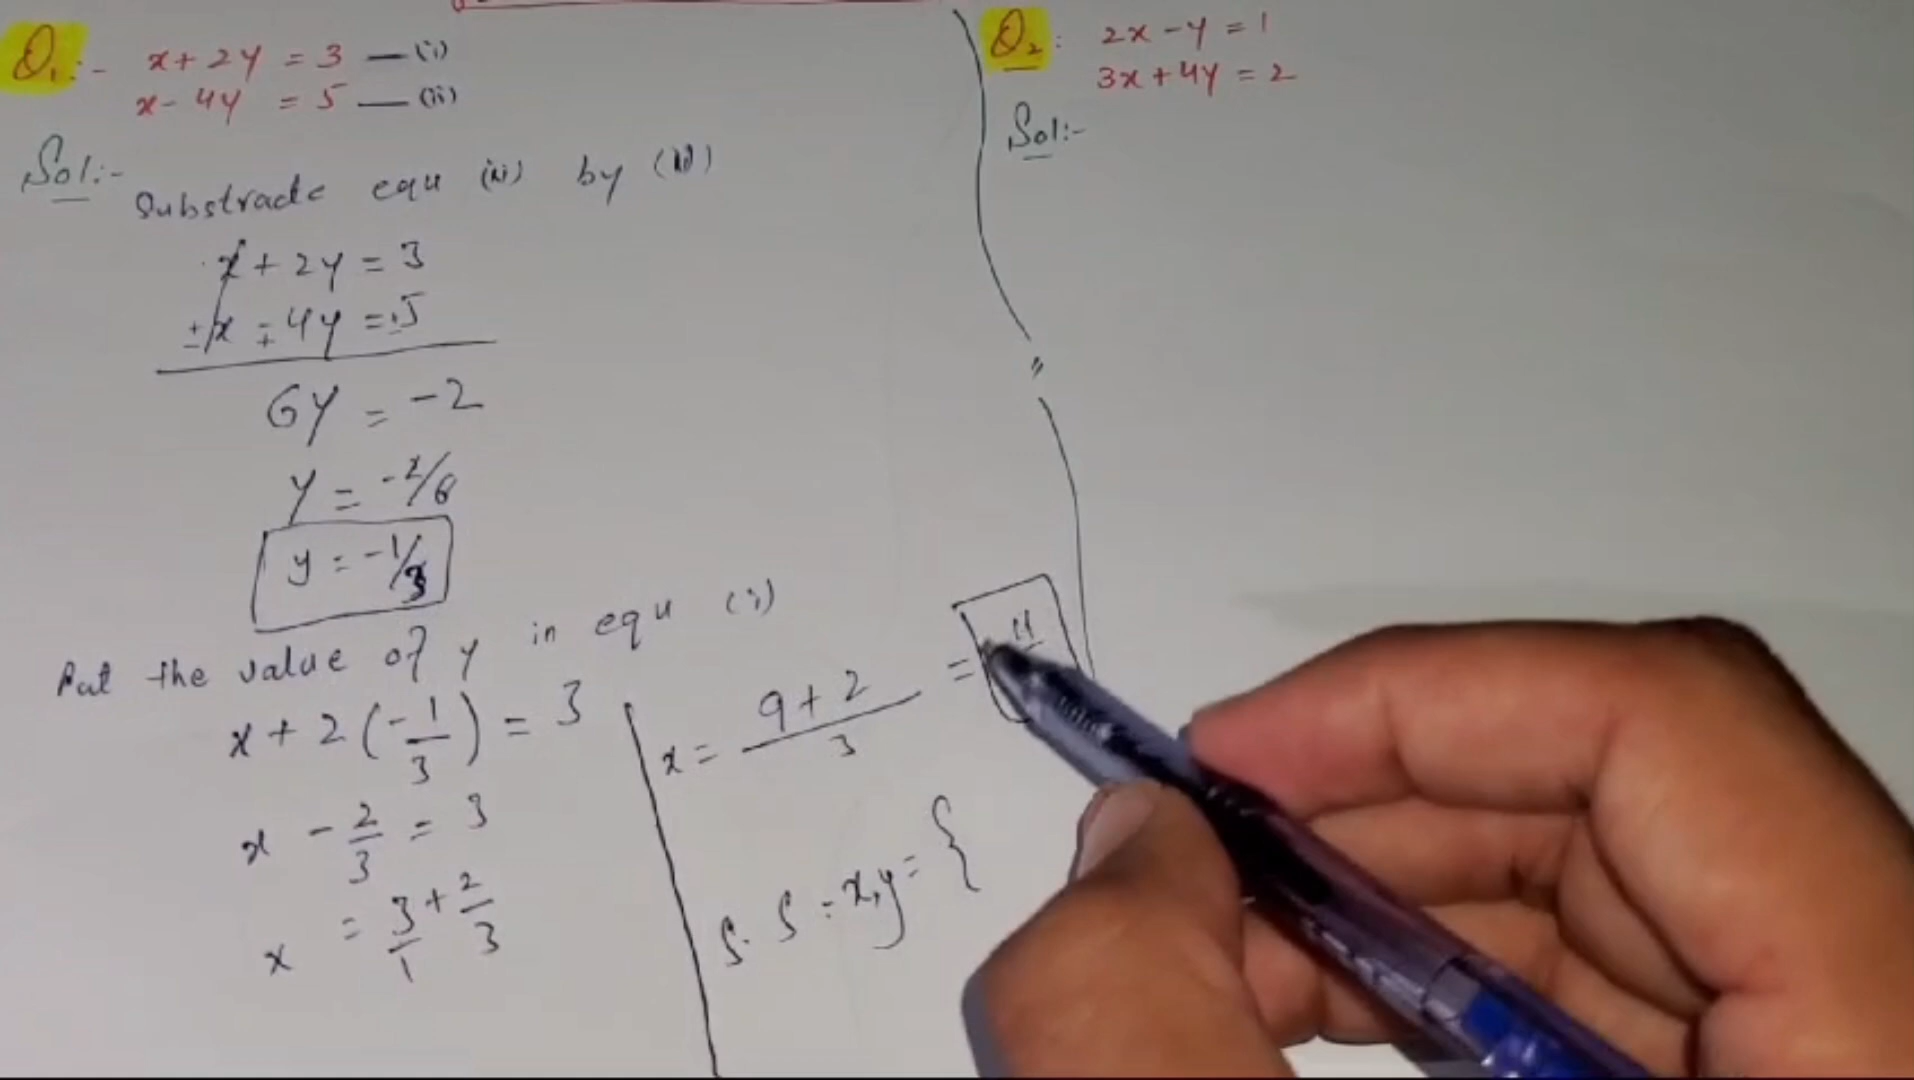 Q1:- x + 2y = 3 — (i)
x - 4y = 5 — (ii)
Sol:-
Substracte equ (ii) by
x + 2y = 3
± x ∓ 4y = ± 5
6y = -2
y = -2/6
y = -1/3
Put the value of y in equ (i)
x + 2(-1/3) = 3
x - 2/3 = 3
x = 3/1 + 2/3
x = 9+2/3 = 11
S.S = x,y = {
Q2: 2x - y = 1
3x + 4y = 2
Sol:-